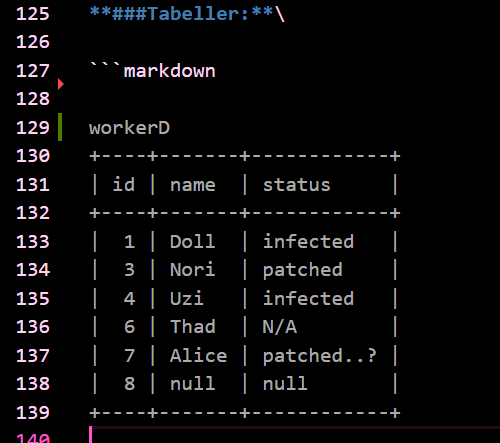 125 **###Tabeller:**\
126
127 ```markdown
128
129 workerD
130 +----+-------+------------+
131 | id | name  | status     |
132 +----+-------+------------+
133 |  1 | Doll  | infected   |
134 |  3 | Nori  | patched    |
135 |  4 | Uzi   | infected   |
136 |  6 | Thad  | N/A        |
137 |  7 | Alice | patched..? |
138 |  8 | null  | null       |
139 +----+-------+------------+
140